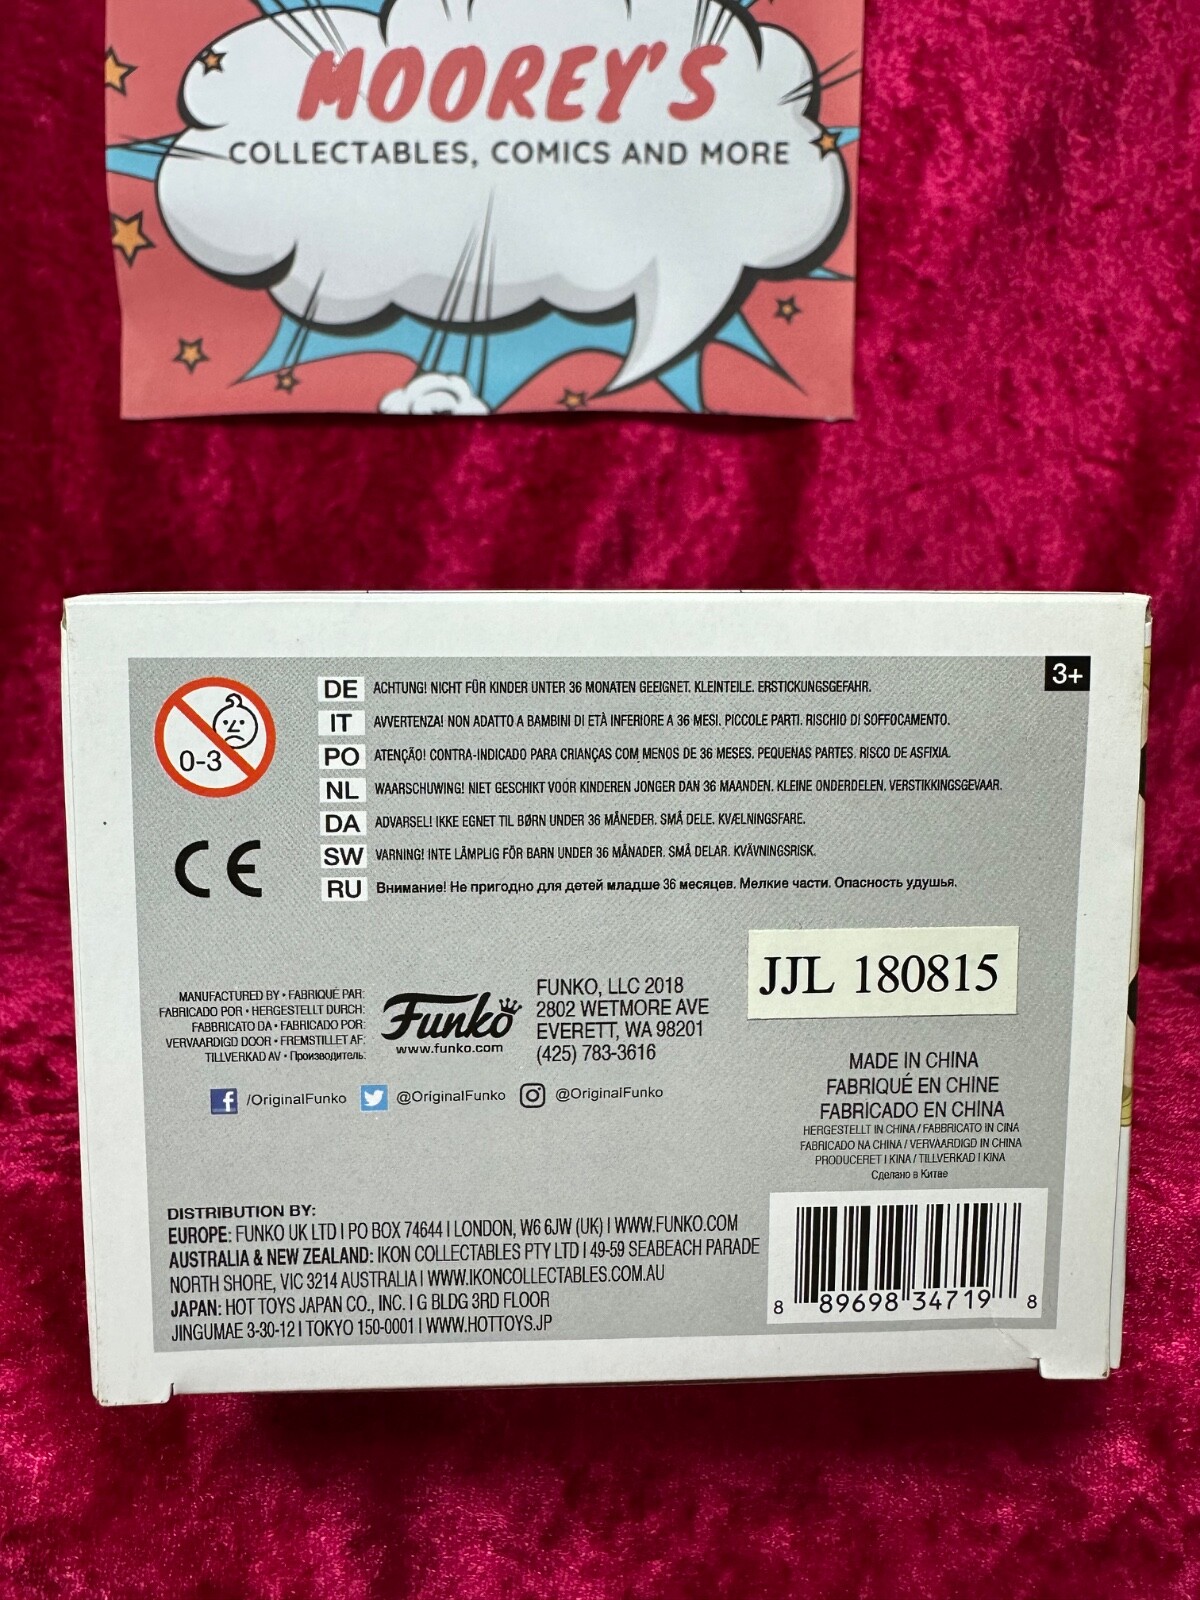 MOOREY'S
COLLECTABLES, COMICS AND MORE
3+
0-3
DE ACHTUNG! NICHT FÜR KINDER UNTER 36 MONATEN GEEIGNET. KLEINTEILE. ERSTICKUNGSGEFAHR.
IT AVVERTENZA! NON ADATTO A BAMBINI DI ETÀ INFERIORE A 36 MESI. PICCOLE PARTI. RISCHIO DI SOFFOCAMENTO.
PO ATENÇÃO! CONTRA-INDICADO PARA CRIANÇAS COM MENOS DE 36 MESES. PEQUENAS PARTES. RISCO DE ASFIXIA.
NL WAARSCHUWING! NIET GESCHIKT VOOR KINDEREN JONGER DAN 36 MAANDEN. KLEINE ONDERDELEN. VERSTIKKINGSGEVAAR.
DA ADVARSEL! IKKE EGNET TIL BØRN UNDER 36 MÅNEDER. SMÅ DELE. KVÆLNINGSFARE.
SW VARNING! INTE LÄMPLIG FÖR BARN UNDER 36 MÅNADER. SMÅ DELAR. KVÄVNINGSRISK.
RU Внимание! Не пригодно для детей младше 36 месяцев. Мелкие части. Опасность удушья.
CE
JJL 180815
MANUFACTURED BY • FABRIQUÉ PAR:
FABRICADO POR • HERGESTELLT DURCH:
FABBRICATO DA • FABRICADO POR:
VERVAARDIGD DOOR • FREMSTILLET AF:
TILLVERKAD AV • Производитель:
Funko
www.funko.com
FUNKO, LLC 2018
2802 WETMORE AVE
EVERETT, WA 98201
(425) 783-3616
/OriginalFunko @OriginalFunko @OriginalFunko
MADE IN CHINA
FABRIQUÉ EN CHINE
FABRICADO EN CHINA
HERGESTELLT IN CHINA / FABBRICATO IN CINA
FABRICADO NA CHINA / VERVAARDIGD IN CHINA
PRODUCERET I KINA / TILLVERKAD I KINA
Сделано в Китае
DISTRIBUTION BY:
EUROPE: FUNKO UK LTD | PO BOX 74644 | LONDON, W6 6JW (UK) | WWW.FUNKO.COM
AUSTRALIA & NEW ZEALAND: IKON COLLECTABLES PTY LTD | 49-59 SEABEACH PARADE
NORTH SHORE, VIC 3214 AUSTRALIA | WWW.IKONCOLLECTABLES.COM.AU
JAPAN: HOT TOYS JAPAN CO., INC. | G BLDG 3RD FLOOR
JINGUMAE 3-30-12 | TOKYO 150-0001 | WWW.HOTTOYS.JP
8 89698 34719 8